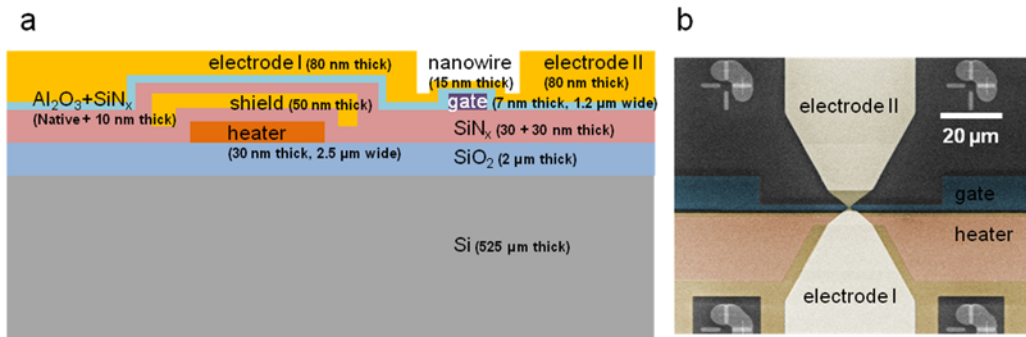 a
b
electrode I (80 nm thick)
nanowire
(15 nm thick)
electrode II
(80 nm thick)
Al₂O₃+SiNₓ
(Native + 10 nm thick)
shield (50 nm thick)
gate (7 nm thick, 1.2 µm wide)
heater
(30 nm thick, 2.5 µm wide)
SiNₓ (30 + 30 nm thick)
SiO₂ (2 µm thick)
Si (525 µm thick)
electrode II
20 µm
gate
heater
electrode I